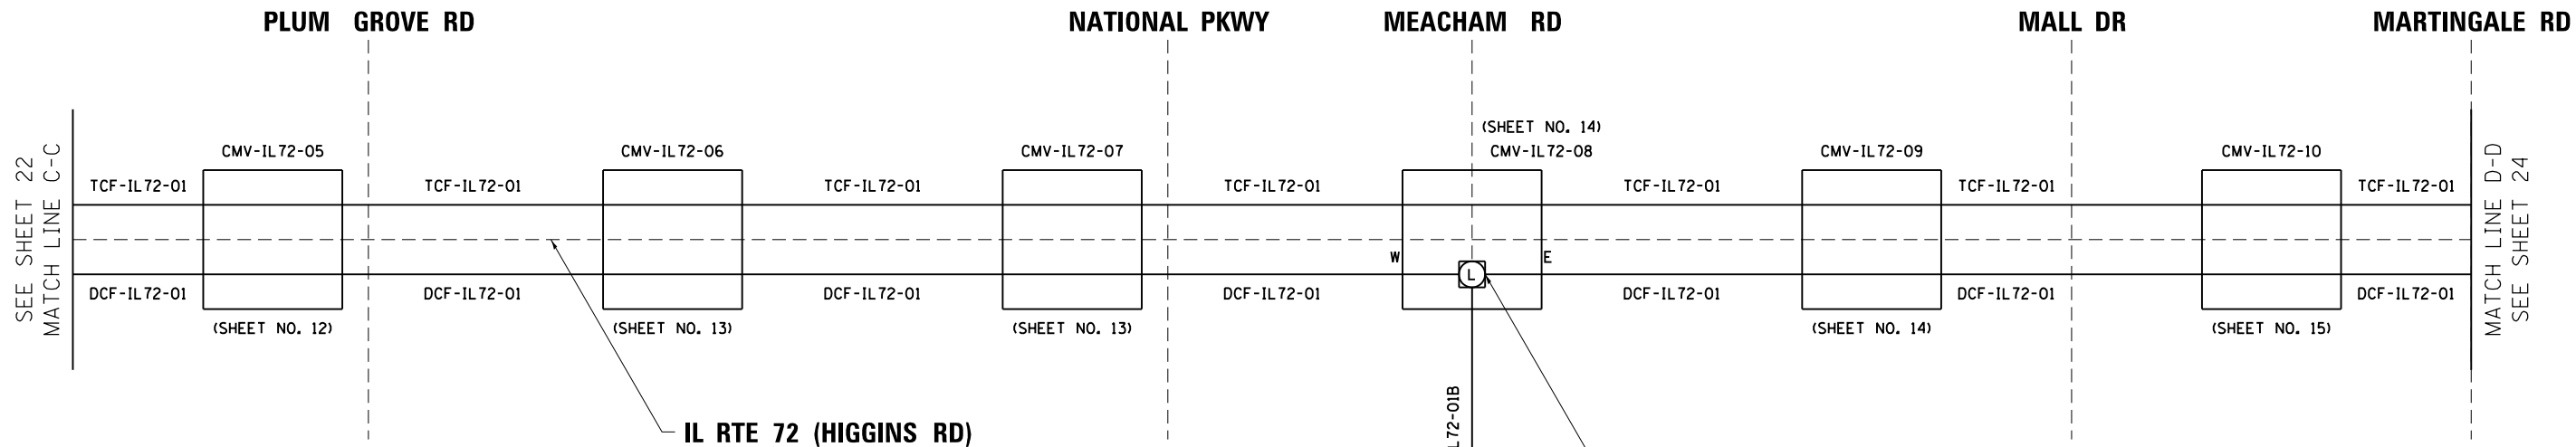 PLUM GROVE RD
NATIONAL PKWY
MEACHAM RD
MALL DR
MARTINGALE RD
SEE SHEET 22
MATCH LINE C-C
(SHEET NO. 14)
CMV-IL72-05
CMV-IL72-06
CMV-IL72-07
CMV-IL72-08
CMV-IL72-09
CMV-IL72-10
TCF-IL72-01
TCF-IL72-01
TCF-IL72-01
TCF-IL72-01
TCF-IL72-01
TCF-IL72-01
TCF-IL72-01
W
E
L
DCF-IL72-01
DCF-IL72-01
DCF-IL72-01
DCF-IL72-01
DCF-IL72-01
DCF-IL72-01
DCF-IL72-01
(SHEET NO. 12)
(SHEET NO. 13)
(SHEET NO. 13)
(SHEET NO. 14)
(SHEET NO. 15)
MATCH LINE D-D
SEE SHEET 24
L72-01B
IL RTE 72 (HIGGINS RD)